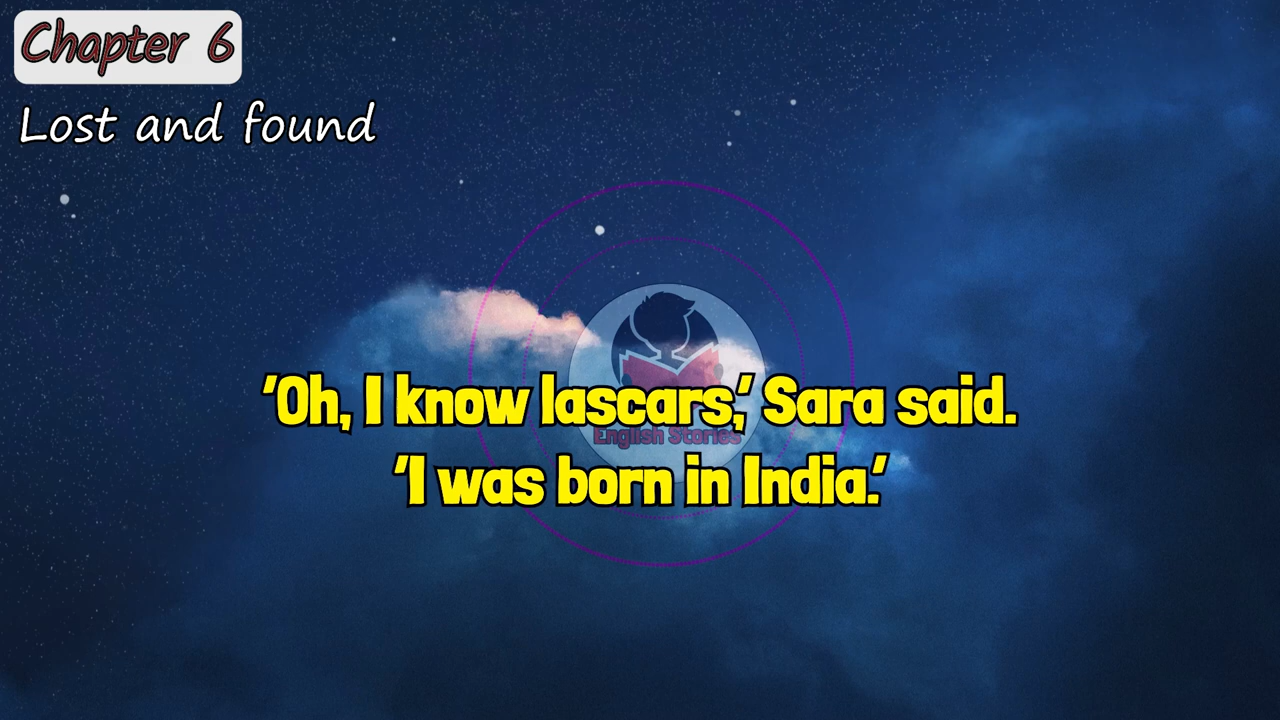 Chapter 6
Lost and found
'Oh, I know lascars,' Sara said.
English Stories
'I was born in India.'